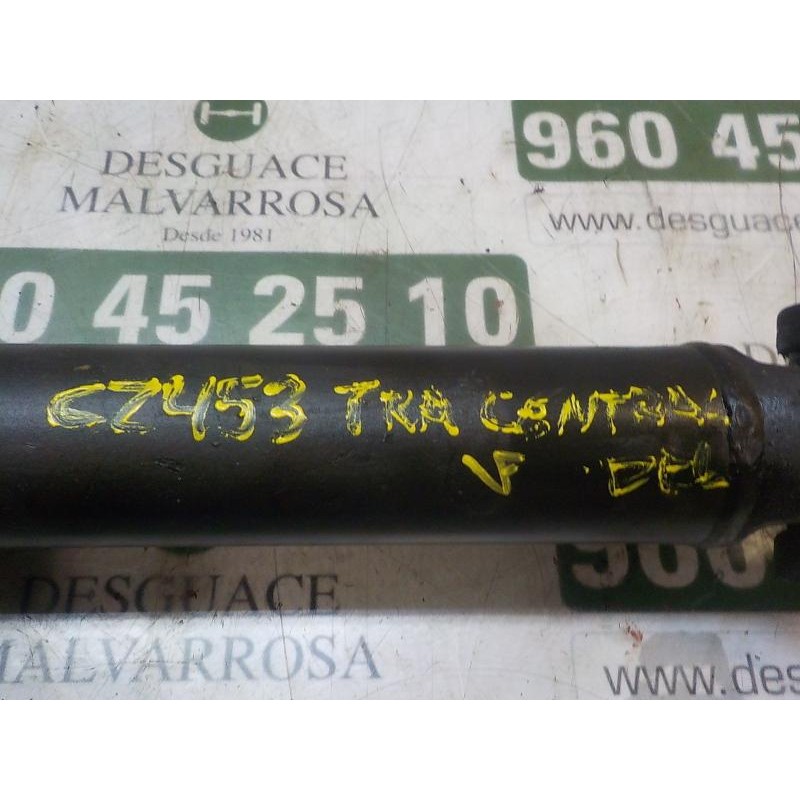 DESGUACE
MALVARROSA
Desde 1981
960 45
www.desguace
0 45 25 10
CZ453 TRA CENTRAL
DEL
DESGUACE
MALVARROSA
960
www.des